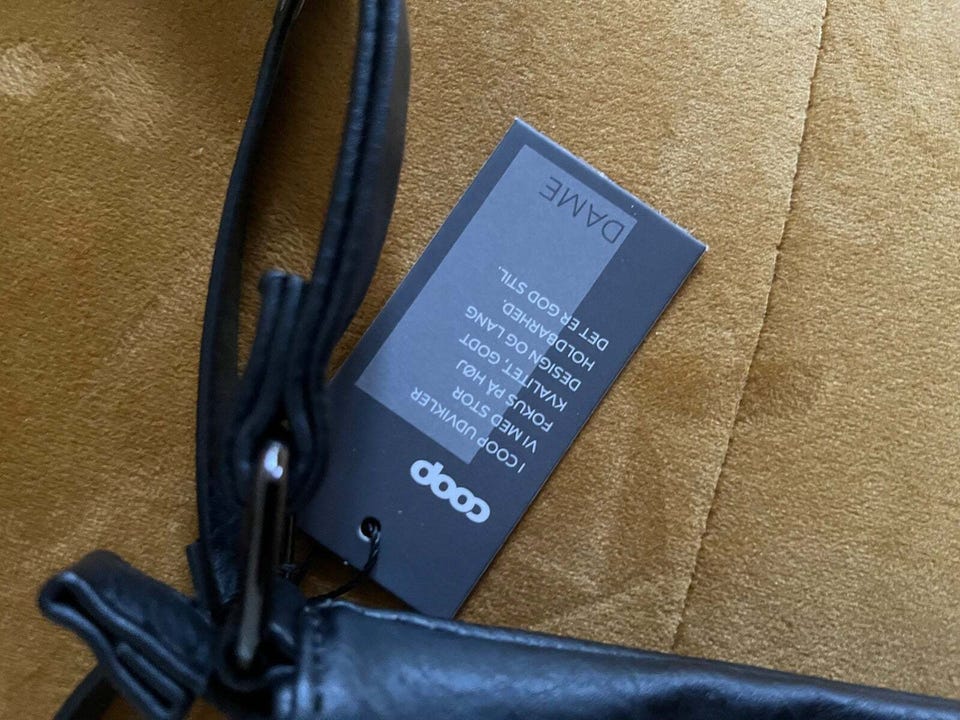 coop
I COOP UDVIKLER
VI MED STOR
FOKUS PÅ HØJ
KVALITET, GODT
DESIGN OG LANG
HOLDBARHED.
DET ER GOD STIL.
DAME